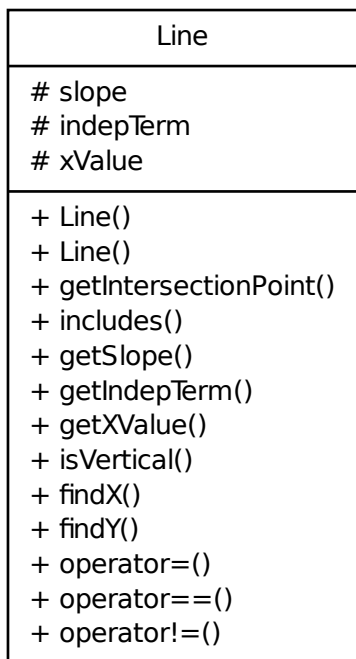 Line
# slope
# indepTerm
# xValue
+ Line()
+ Line()
+ getIntersectionPoint()
+ includes()
+ getSlope()
+ getIndepTerm()
+ getXValue()
+ isVertical()
+ findX()
+ findY()
+ operator=()
+ operator==()
+ operator!=()